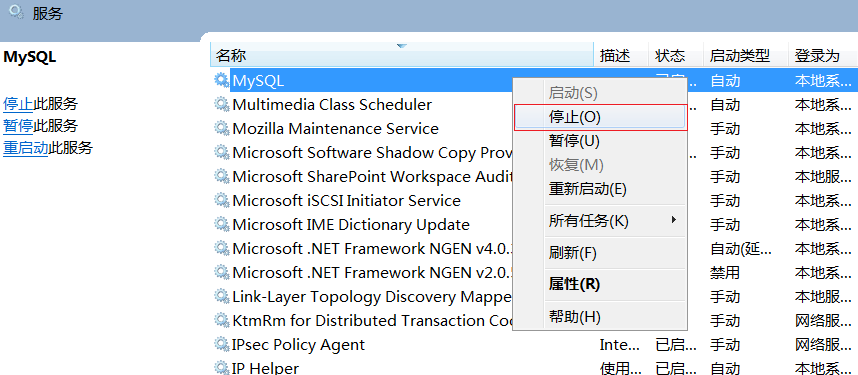 服务
MySQL
停止此服务
暂停此服务
重启动此服务
名称 描述 状态 启动类型 登录为
MySQL 已启... 自动 本地系...
Multimedia Class Scheduler 自动 本地系...
Mozilla Maintenance Service 手动 本地系...
Microsoft Software Shadow Copy Prov 手动 本地系...
Microsoft SharePoint Workspace Audit 手动 本地服...
Microsoft iSCSI Initiator Service 手动 本地系...
Microsoft IME Dictionary Update 手动 本地系...
Microsoft .NET Framework NGEN v4.0. 自动(延... 本地系...
Microsoft .NET Framework NGEN v2.0. 禁用 本地系...
Link-Layer Topology Discovery Mappe 手动 本地服...
KtmRm for Distributed Transaction Co 手动 网络服...
IPsec Policy Agent Inte... 已启... 手动 网络服...
IP Helper 使用... 已启... 自动 本地系...
启动(S)
停止(O)
暂停(U)
恢复(M)
重新启动(E)
所有任务(K)
刷新(F)
属性(R)
帮助(H)